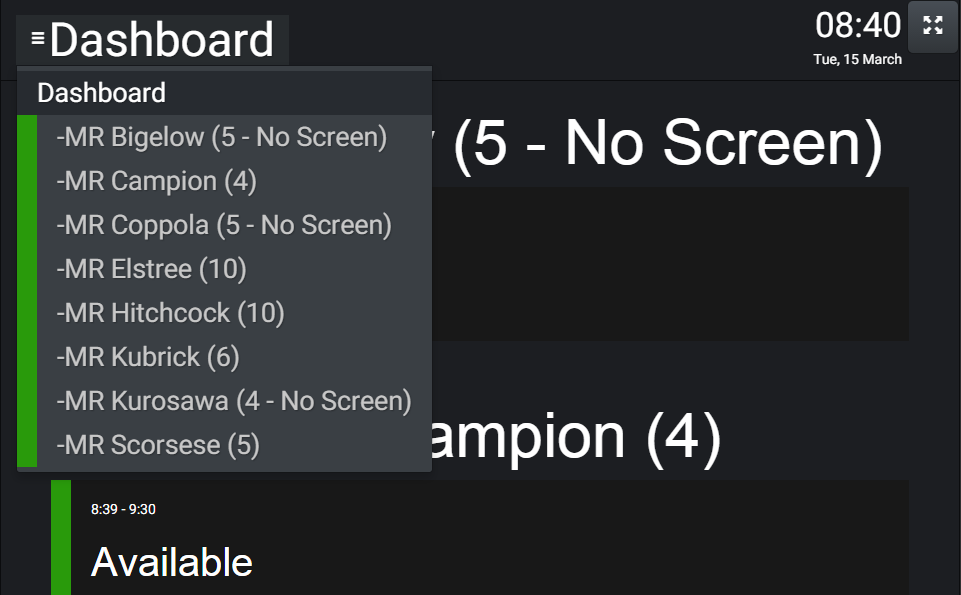 Dashboard
08:40
Tue, 15 March
Dashboard
-MR Bigelow (5 - No Screen)
-MR Campion (4)
-MR Coppola (5 - No Screen)
-MR Elstree (10)
-MR Hitchcock (10)
-MR Kubrick (6)
-MR Kurosawa (4 - No Screen)
-MR Scorsese (5)
(5 - No Screen)
ampion (4)
8:39 - 9:30
Available